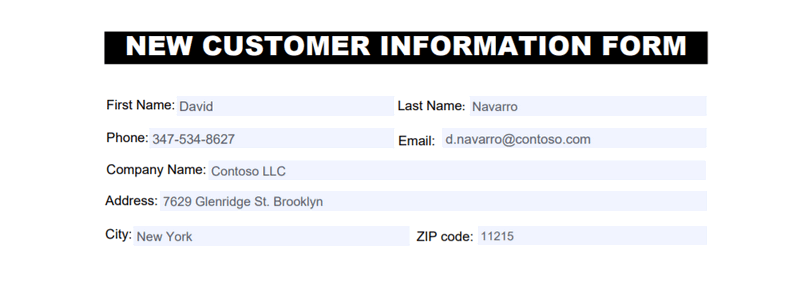 NEW CUSTOMER INFORMATION FORM
First Name: David Last Name: Navarro
Phone: 347-534-8627 Email: d.navarro@contoso.com
Company Name: Contoso LLC
Address: 7629 Glenridge St. Brooklyn
City: New York ZIP code: 11215